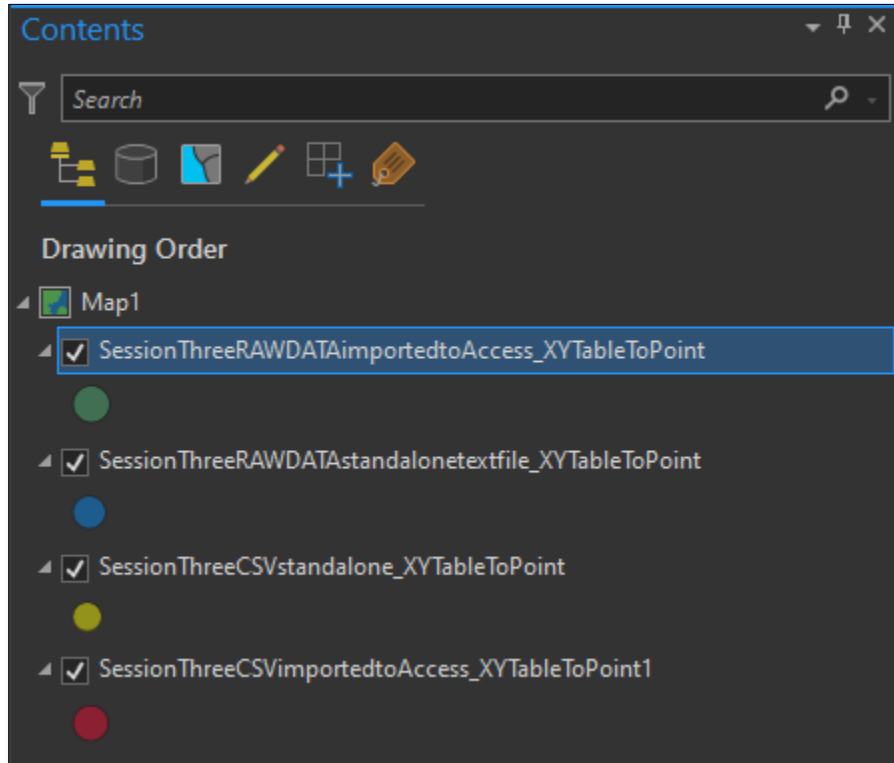 Contents
Search
Drawing Order
Map1
SessionThreeRAWDATAimportedtoAccess_XYTableToPoint
SessionThreeRAWDATAstandalonetextfile_XYTableToPoint
SessionThreeCSVstandalone_XYTableToPoint
SessionThreeCSVimportedtoAccess_XYTableToPoint1